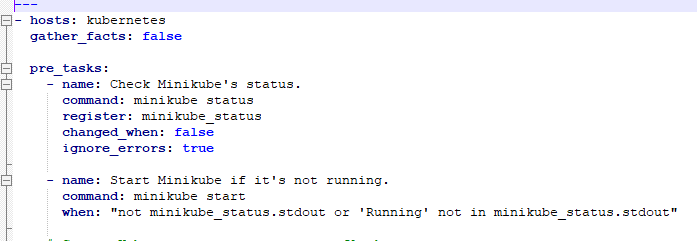 ---
- hosts: kubernetes
  gather_facts: false

  pre_tasks:
    - name: Check Minikube's status.
      command: minikube status
      register: minikube_status
      changed_when: false
      ignore_errors: true

    - name: Start Minikube if it's not running.
      command: minikube start
      when: "not minikube_status.stdout or 'Running' not in minikube_status.stdout"